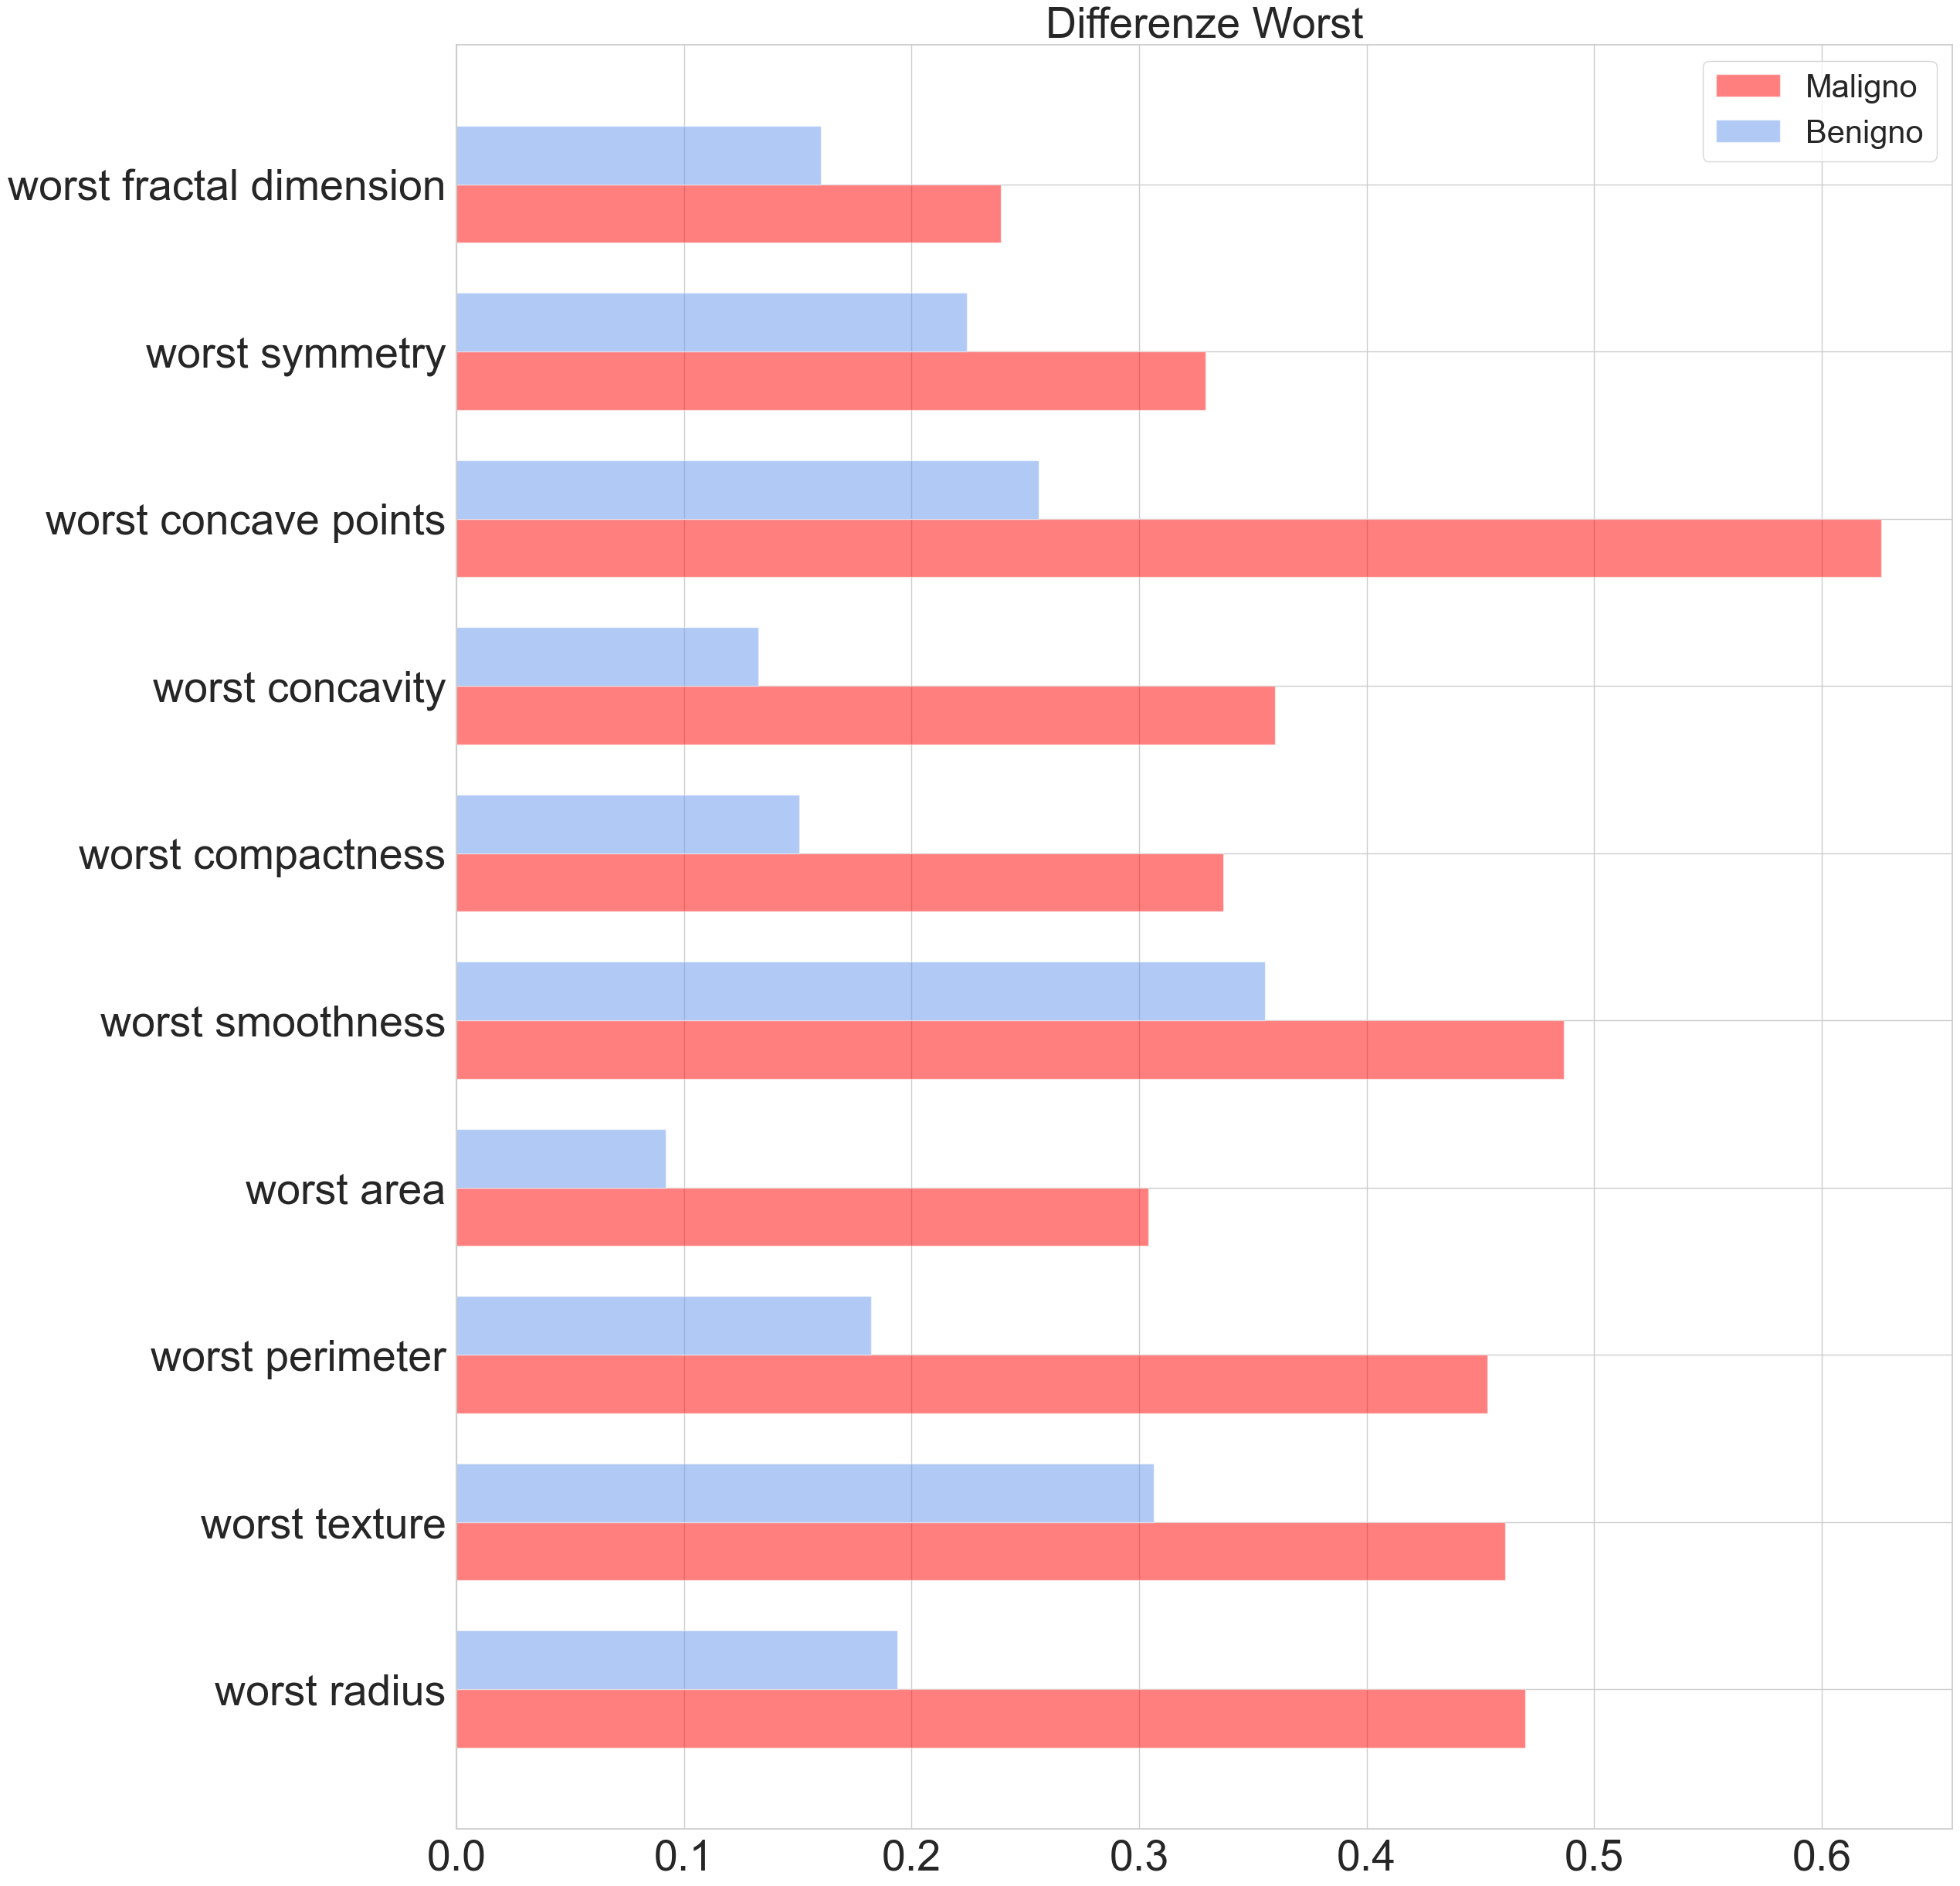 Differenze Worst
Maligno
Benigno
worst fractal dimension
worst symmetry
worst concave points
worst concavity
worst compactness
worst smoothness
worst area
worst perimeter
worst texture
worst radius
0.0 0.1 0.2 0.3 0.4 0.5 0.6